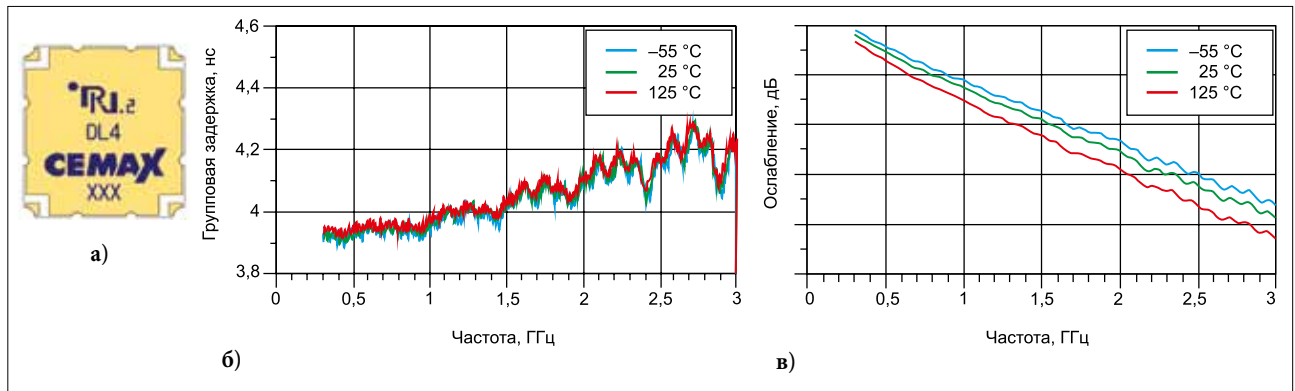 TRJ.2
DL4
CEMAX
XXX
а)
Групповая задержка, нс
4,6
4,4
4,2
4
3,8
0
0,5
1
1,5
2
2,5
3
–55 °C
25 °C
125 °C
Частота, ГГц
б)
Ослабление, дБ
–55 °C
25 °C
125 °C
0
0,5
1
1,5
2
2,5
3
Частота, ГГц
в)